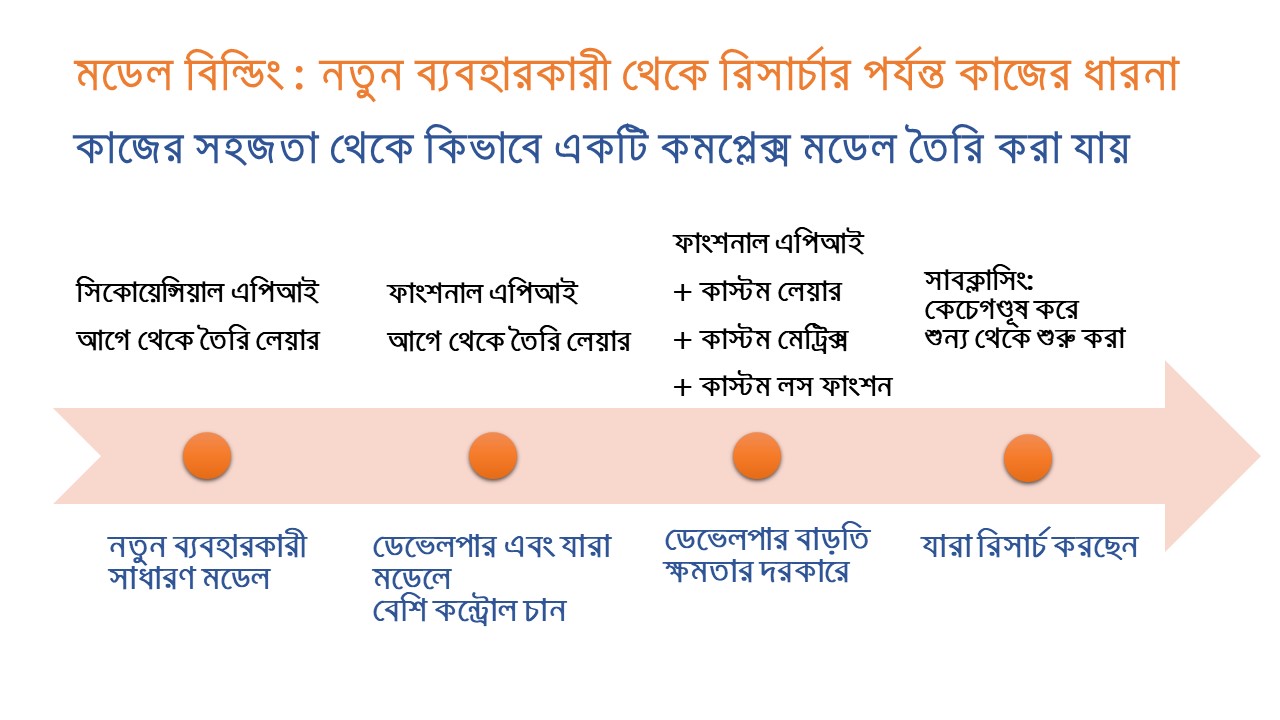 মডেল বিল্ডিং : নতুন ব্যবহারকারী থেকে রিসার্চার পর্যন্ত কাজের ধারনা
কাজের সহজতা থেকে কিভাবে একটি কমপ্লেক্স মডেল তৈরি করা যায়
সিকোয়েন্সিয়াল এপিআই
আগে থেকে তৈরি লেয়ার
ফাংশনাল এপিআই
আগে থেকে তৈরি লেয়ার
ফাংশনাল এপিআই
+ কাস্টম লেয়ার
+ কাস্টম মেট্রিক্স
+ কাস্টম লস ফাংশন
সাবক্লাসিং:
কেচেগণ্ডূষ করে
শুন্য থেকে শুরু করা
নতুন ব্যবহারকারী
সাধারণ মডেল
ডেভেলপার এবং যারা
মডেলে
বেশি কন্ট্রোল চান
ডেভেলপার বাড়তি
ক্ষমতার দরকারে
যারা রিসার্চ করছেন